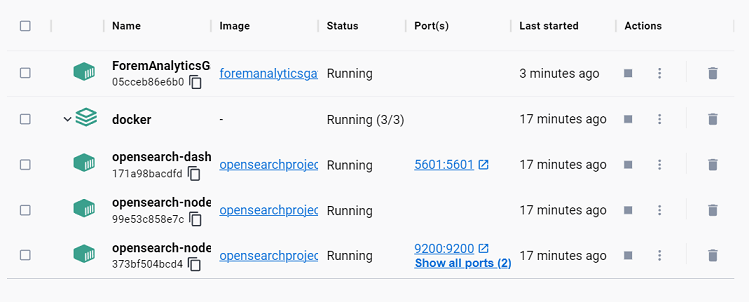 Name Image Status Port(s) Last started Actions
ForemAnalyticsG
05cceb86e6b0
foremanalyticsga
Running
3 minutes ago
docker
-
Running (3/3)
17 minutes ago
opensearch-dash
171a98bacdfd
opensearchprojec
Running
5601:5601
17 minutes ago
opensearch-node
99e53c858e7c
opensearchprojec
Running
17 minutes ago
opensearch-node
373bf504bcd4
opensearchprojec
Running
9200:9200
Show all ports (2)
17 minutes ago